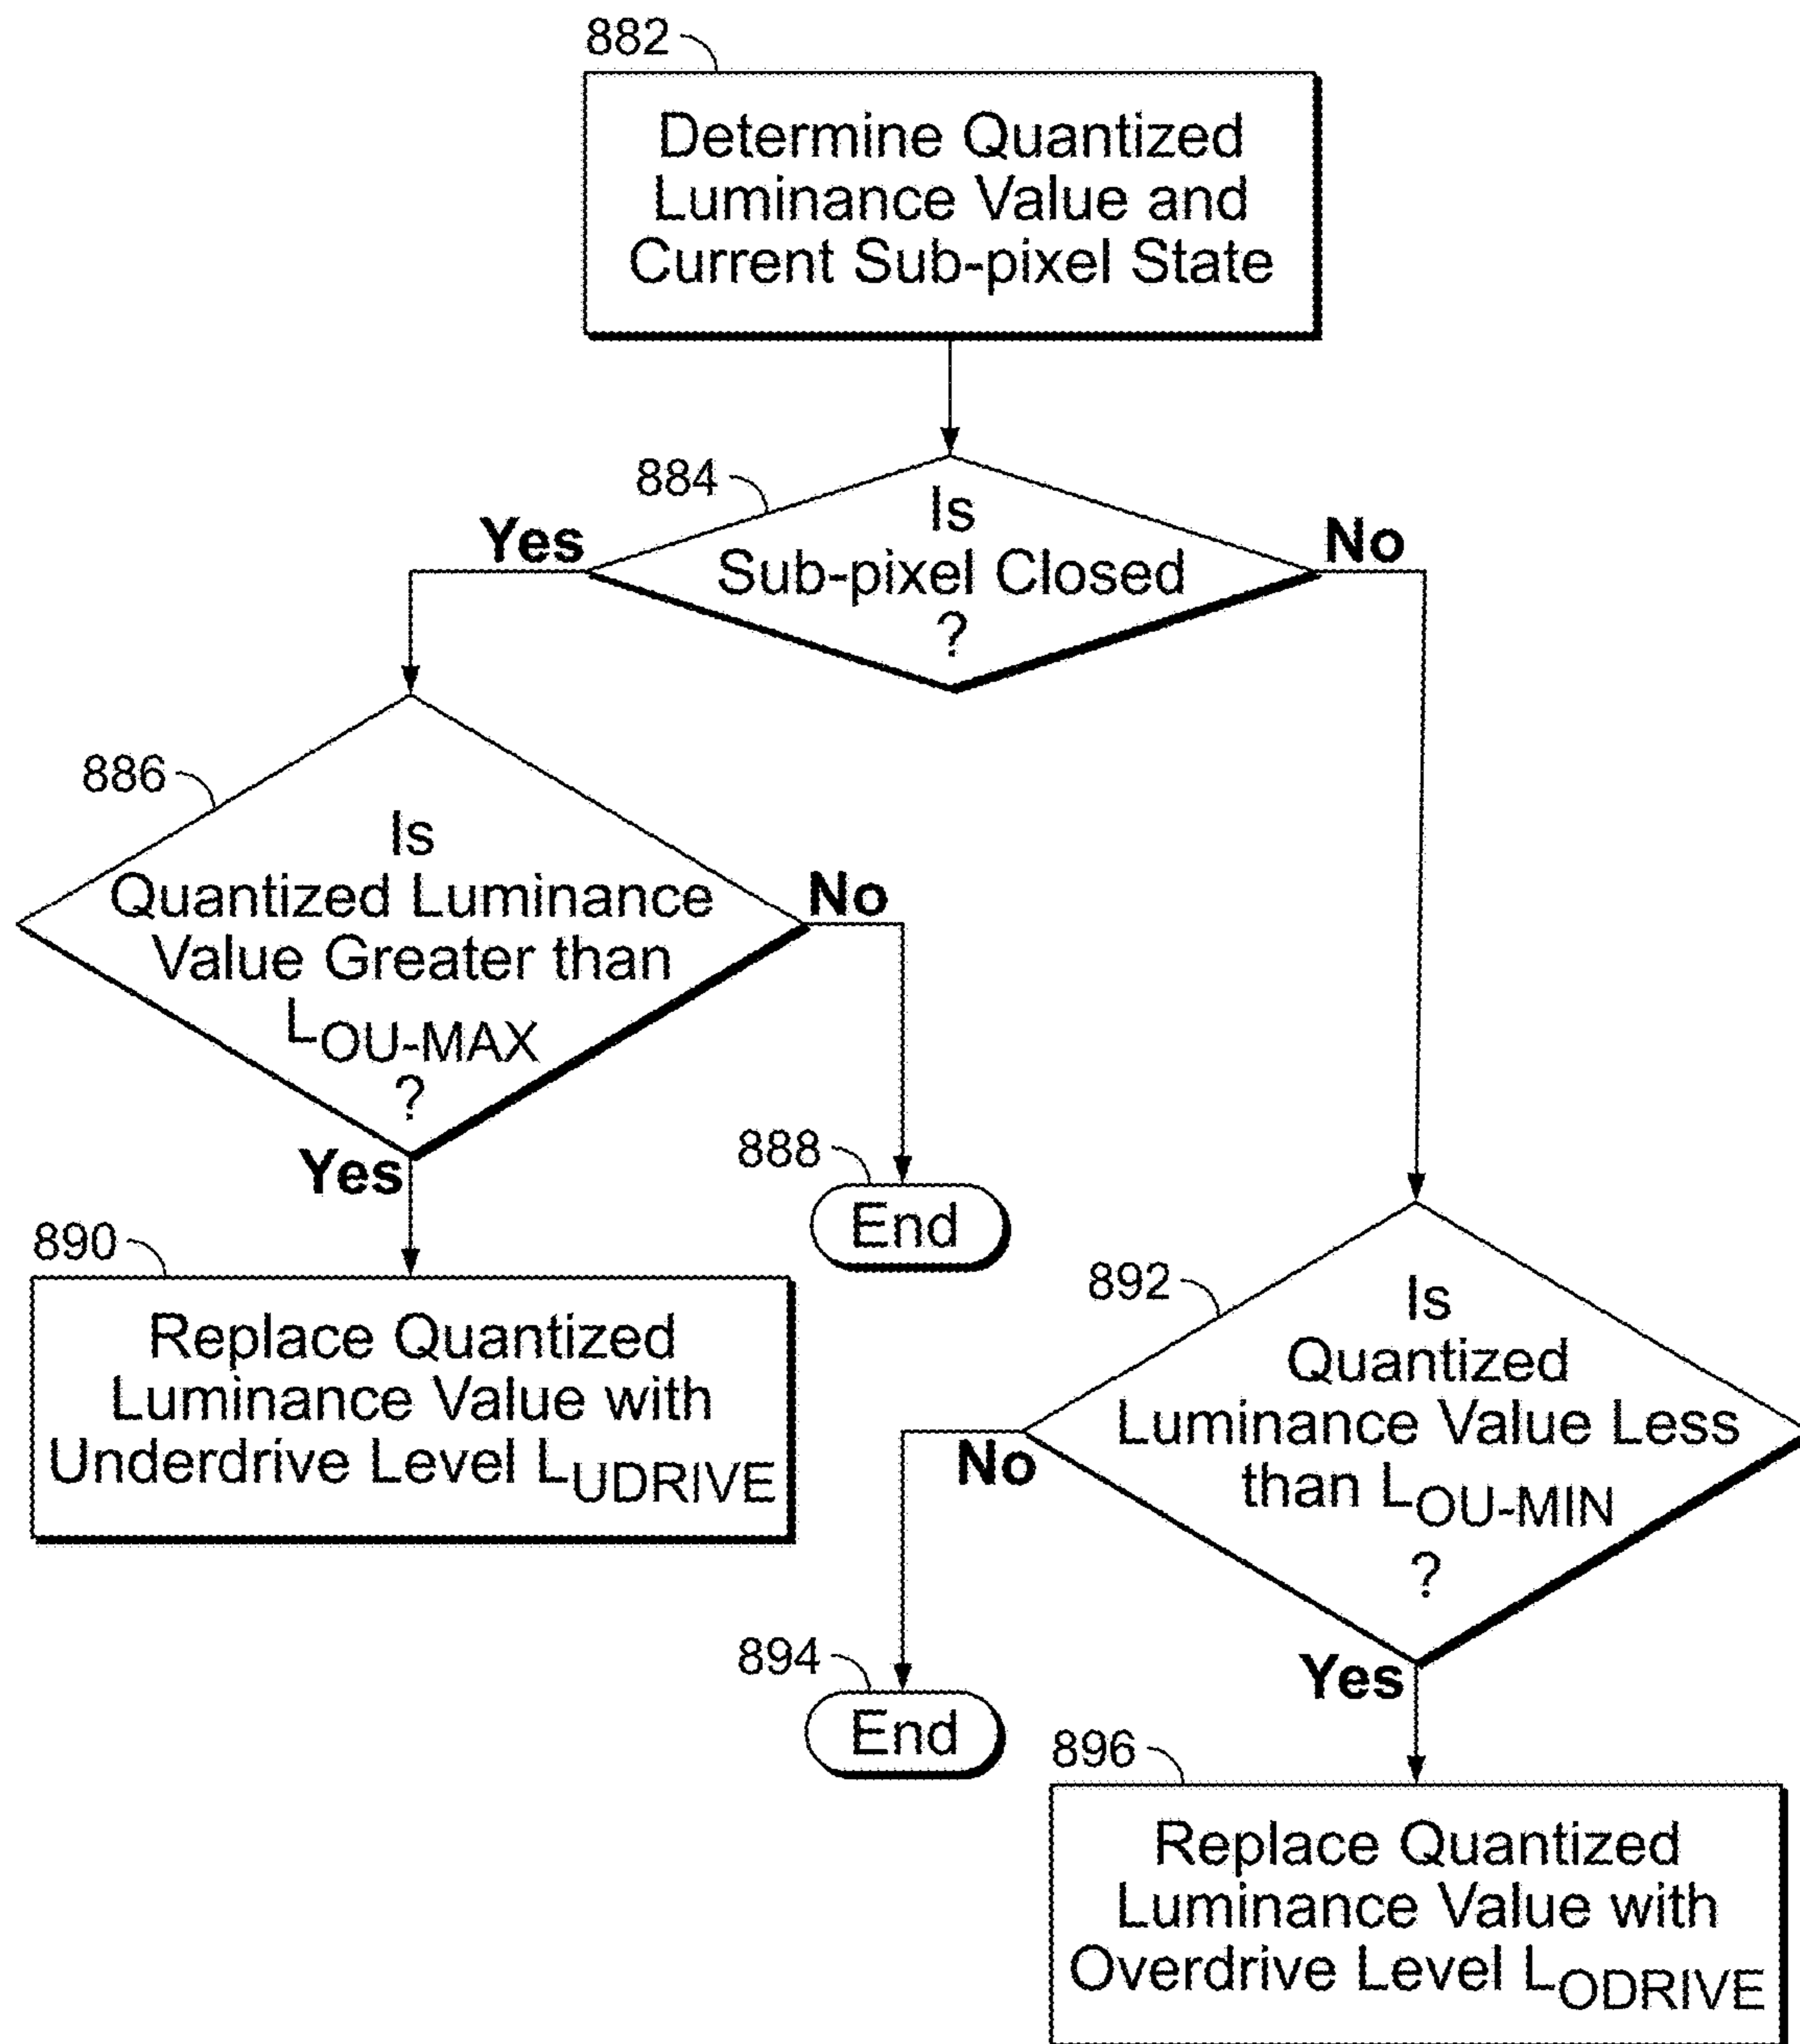 882
Determine Quantized
Luminance Value and
Current Sub-pixel State
884
Is
Sub-pixel Closed
?
Yes
No
886
Is
Quantized Luminance
Value Greater than
LOU-MAX
?
No
Yes
888
End
890
Replace Quantized
Luminance Value with
Underdrive Level LUDRIVE
892
Is
Quantized
Luminance Value Less
than LOU-MIN
?
No
Yes
894
End
896
Replace Quantized
Luminance Value with
Overdrive Level LODRIVE